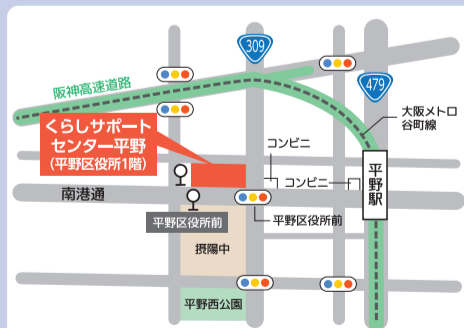 309
479
阪神高速道路
大阪メトロ
谷町線
くらしサポート
センター平野
(平野区役所1階)
コンビニ
コンビニ
平野駅
南港通
平野区役所前
平野区役所前
摂陽中
平野西公園